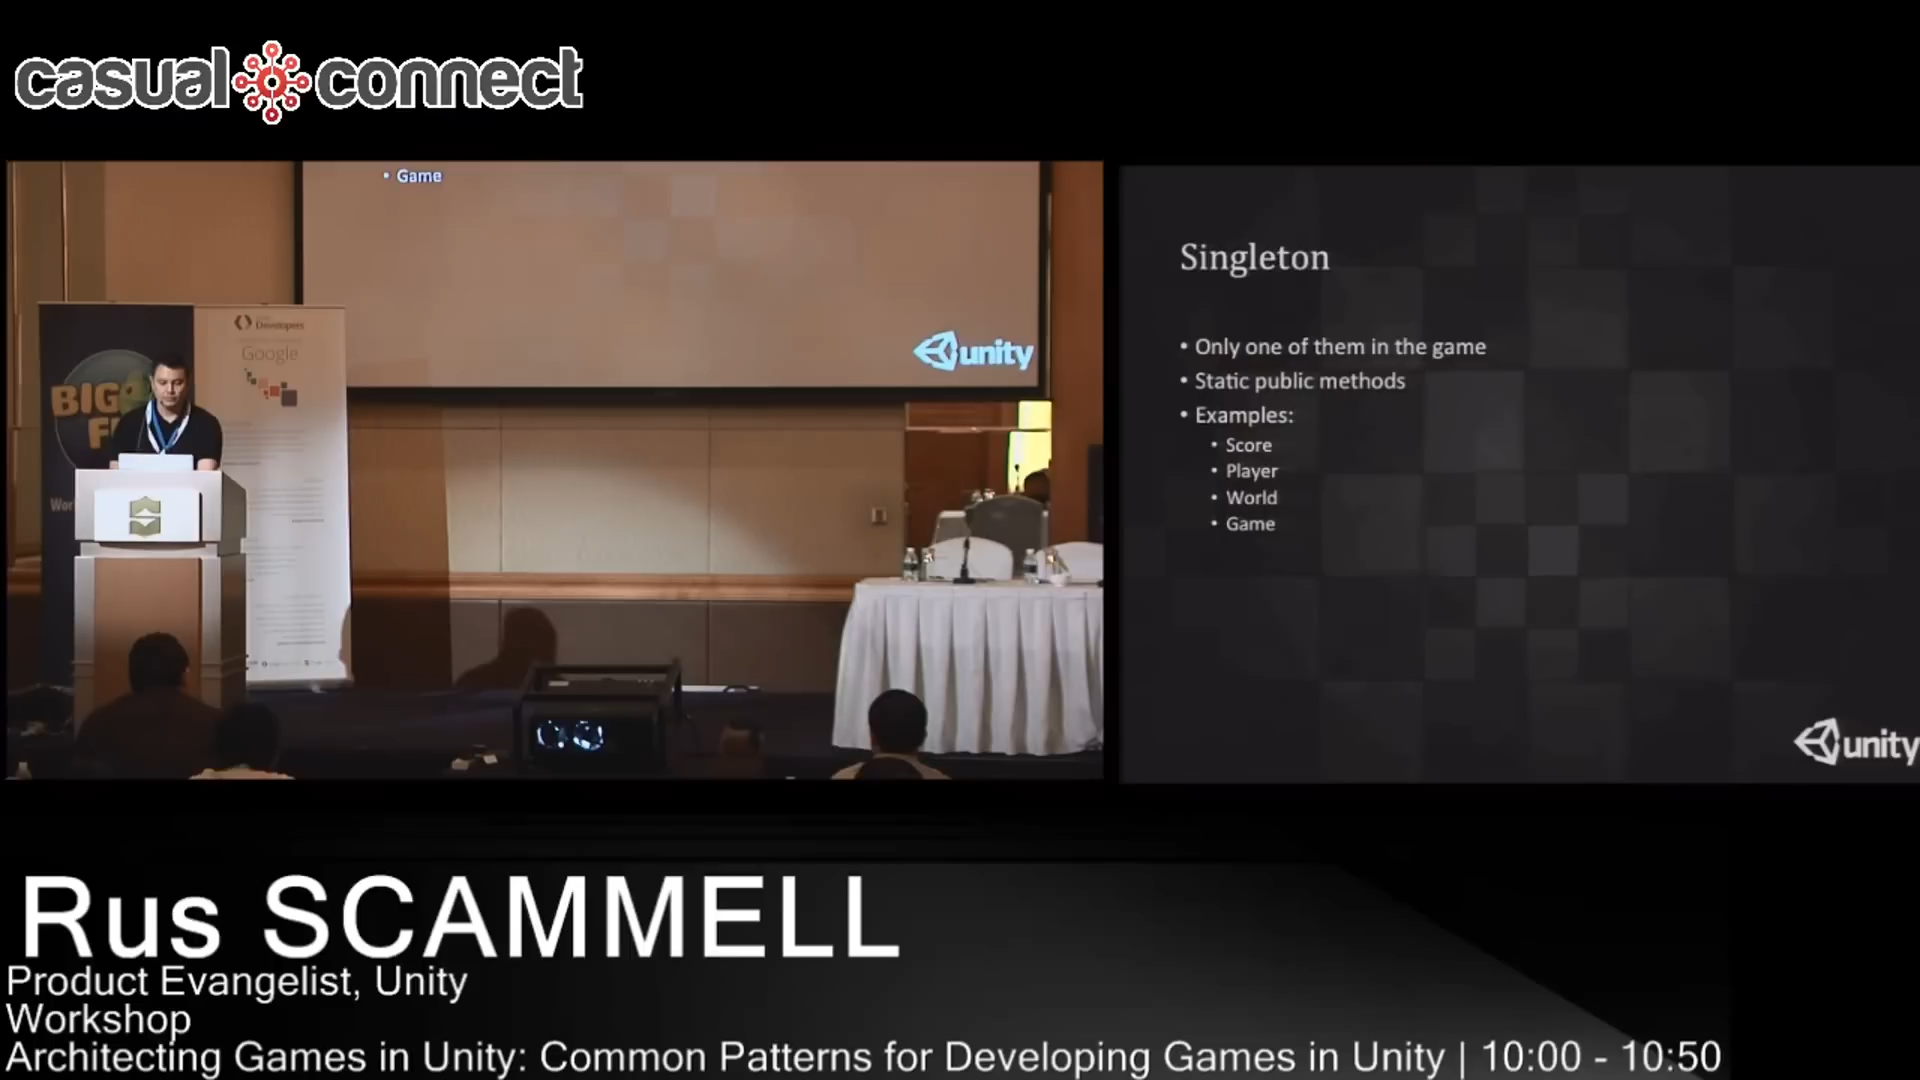 casual connect
• Game
unity
Developers
Google
BIG
Singleton
• Only one of them in the game
• Static public methods
• Examples:
• Score
• Player
• World
• Game
unity
Rus SCAMMELL
Product Evangelist, Unity
Workshop
Architecting Games in Unity: Common Patterns for Developing Games in Unity | 10:00 - 10:50